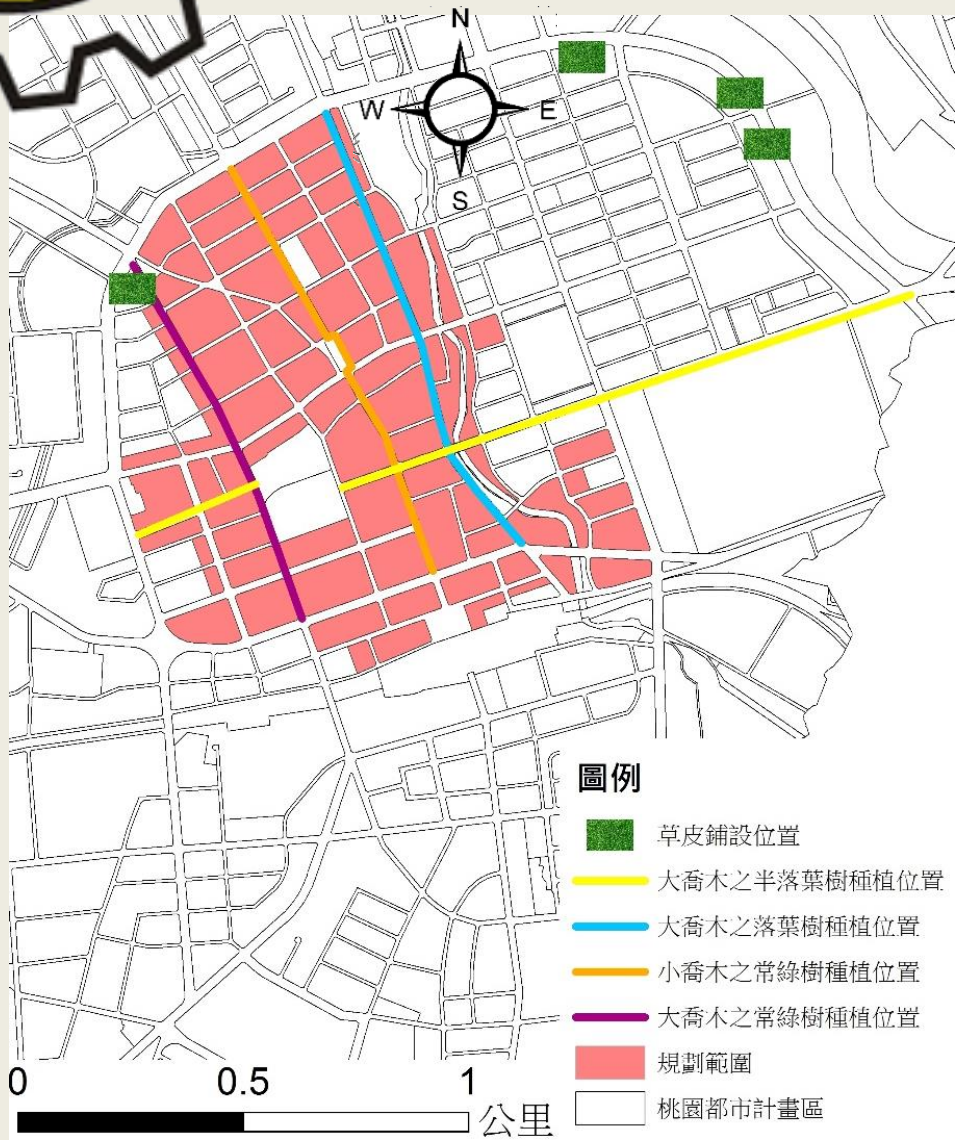 N
W E
S
圖例
草皮鋪設位置
大喬木之半落葉樹種植位置
大喬木之落葉樹種植位置
小喬木之常綠樹種植位置
大喬木之常綠樹種植位置
規劃範圍
桃園都市計畫區
0 0.5 1
公里